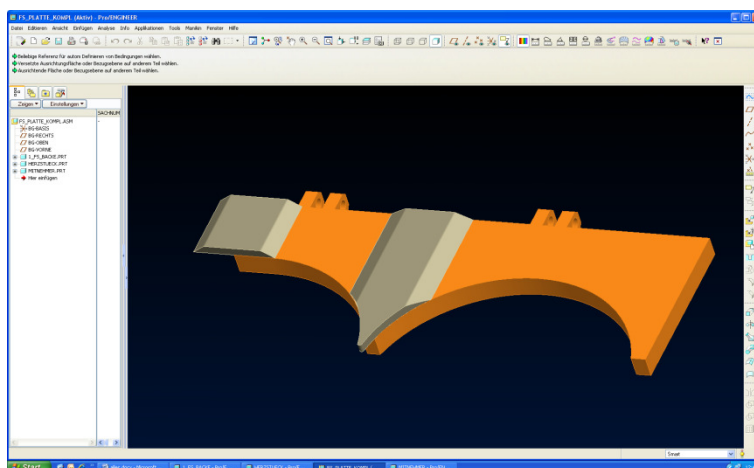 FS_PLATTE_KOMPL (Aktiv) - Pro/ENGINEER
Datei Editieren Ansicht Einfügen Analyse Info Applikationen Tools Manikin Fenster Hilfe
Beliebige Referenz für autom Definieren von Bedingungen wählen.
Versetzte Ausrichtungsfläche oder Bezugsebene auf anderen Teil wählen.
Ausrichtende Fläche oder Bezugsebene auf anderen Teil wählen.
Zeigen Einstellungen
SACHNUM
FS_PLATTE_KOMPL.ASM
BG-BASIS
BG-RECHTS
BG-OBEN
BG-VORNE
1_FS_BACKE.PRT
HERZSTUECK.PRT
MITNEHMER.PRT
Hier einfügen
Smart
Start